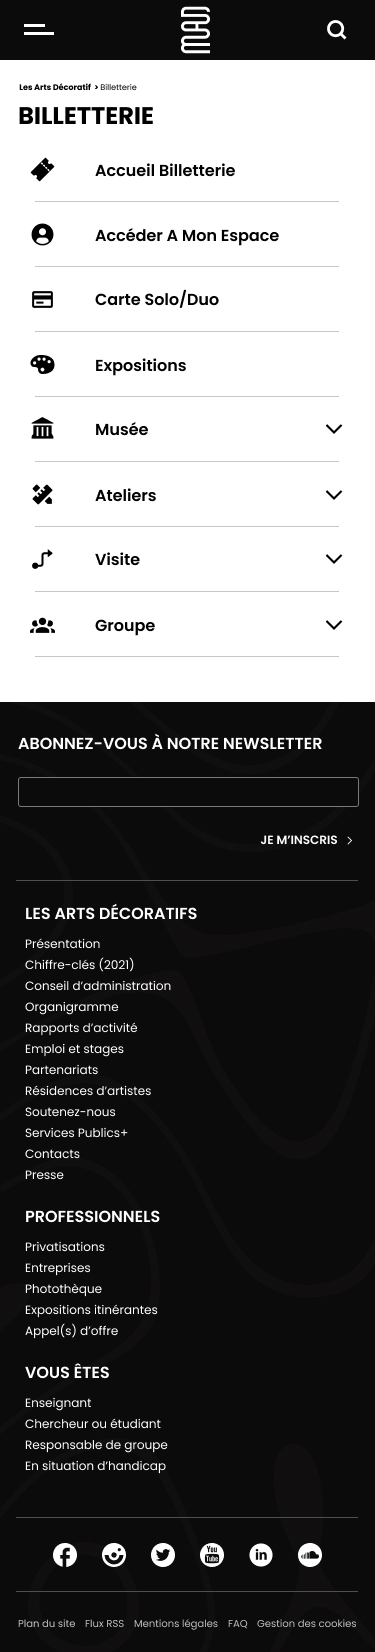 MAD
Les Arts Décoratif > Billetterie
BILLETTERIE
Accueil Billetterie
Accéder A Mon Espace
Carte Solo/Duo
Expositions
Musée
Ateliers
Visite
Groupe
ABONNEZ-VOUS À NOTRE NEWSLETTER
JE M’INSCRIS >
LES ARTS DÉCORATIFS
Présentation
Chiffre-clés (2021)
Conseil d’administration
Organigramme
Rapports d’activité
Emploi et stages
Partenariats
Résidences d’artistes
Soutenez-nous
Services Publics+
Contacts
Presse
PROFESSIONNELS
Privatisations
Entreprises
Photothèque
Expositions itinérantes
Appel(s) d’offre
VOUS ÊTES
Enseignant
Chercheur ou étudiant
Responsable de groupe
En situation d’handicap
f You Tube in
Plan du site Flux RSS Mentions légales FAQ Gestion des cookies